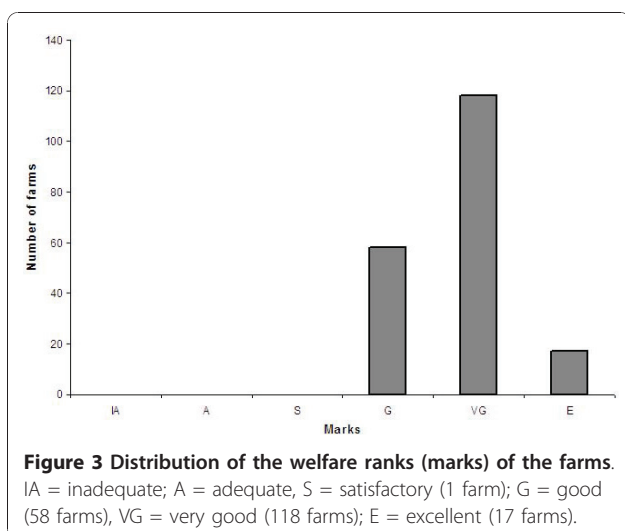 140
120
100
80
60
40
20
0
Number of farms
IA A S G VG E
Marks
Figure 3 Distribution of the welfare ranks (marks) of the farms.
IA = inadequate; A = adequate, S = satisfactory (1 farm); G = good
(58 farms), VG = very good (118 farms); E = excellent (17 farms).